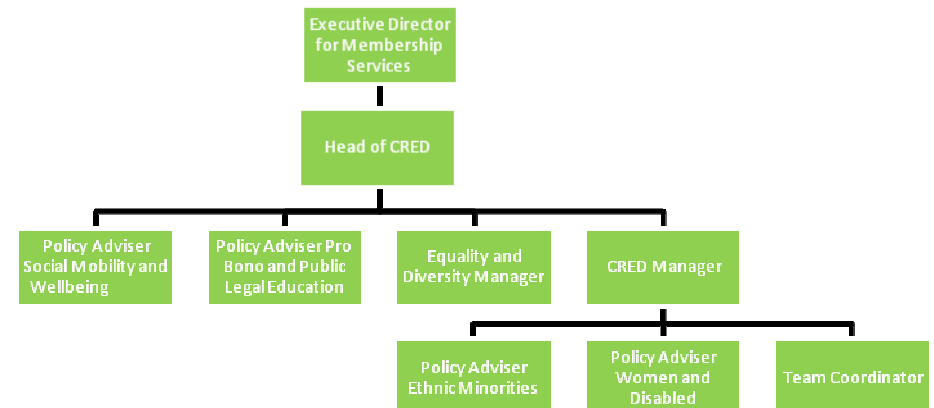 Executive Director
for Membership
Services
Head of CRED
Policy Adviser
Social Mobility and
Wellbeing
Policy Adviser Pro
Bono and Public
Legal Education
Equality and
Diversity Manager
CRED Manager
Policy Adviser
Ethnic Minorities
Policy Adviser
Women and
Disabled
Team Coordinator